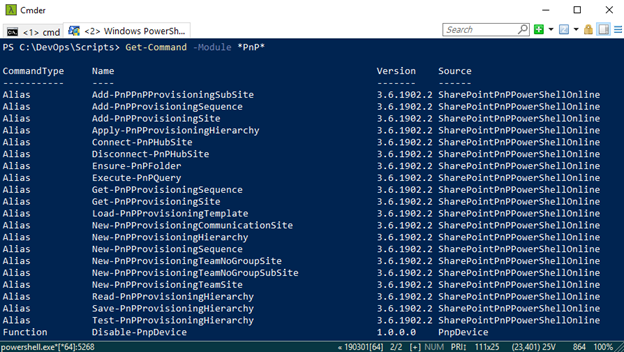 Cmder
<1> cmd
<2> Windows PowerSh...
Search
PS C:\DevOps\Scripts> Get-Command -Module *PnP*
CommandType Name Version Source
----------- ---- ------- ------
Alias Add-PnPPnPPProvisioningSubSite 3.6.1902.2 SharePointPnPPowerShellOnline
Alias Add-PnPProvisioningSequence 3.6.1902.2 SharePointPnPPowerShellOnline
Alias Add-PnPProvisioningSite 3.6.1902.2 SharePointPnPPowerShellOnline
Alias Apply-PnPProvisioningHierarchy 3.6.1902.2 SharePointPnPPowerShellOnline
Alias Connect-PnPHubSite 3.6.1902.2 SharePointPnPPowerShellOnline
Alias Disconnect-PnPHubSite 3.6.1902.2 SharePointPnPPowerShellOnline
Alias Ensure-PnPFolder 3.6.1902.2 SharePointPnPPowerShellOnline
Alias Execute-PnPQuery 3.6.1902.2 SharePointPnPPowerShellOnline
Alias Get-PnPProvisioningSequence 3.6.1902.2 SharePointPnPPowerShellOnline
Alias Get-PnPProvisioningSite 3.6.1902.2 SharePointPnPPowerShellOnline
Alias Load-PnPProvisioningTemplate 3.6.1902.2 SharePointPnPPowerShellOnline
Alias New-PnPProvisioningCommunicationSite 3.6.1902.2 SharePointPnPPowerShellOnline
Alias New-PnPProvisioningHierarchy 3.6.1902.2 SharePointPnPPowerShellOnline
Alias New-PnPProvisioningSequence 3.6.1902.2 SharePointPnPPowerShellOnline
Alias New-PnPProvisioningTeamNoGroupSite 3.6.1902.2 SharePointPnPPowerShellOnline
Alias New-PnPProvisioningTeamNoGroupSubSite 3.6.1902.2 SharePointPnPPowerShellOnline
Alias New-PnPProvisioningTeamSite 3.6.1902.2 SharePointPnPPowerShellOnline
Alias Read-PnPProvisioningHierarchy 3.6.1902.2 SharePointPnPPowerShellOnline
Alias Save-PnPProvisioningHierarchy 3.6.1902.2 SharePointPnPPowerShellOnline
Alias Test-PnPProvisioningHierarchy 3.6.1902.2 SharePointPnPPowerShellOnline
Function Disable-PnpDevice 1.0.0.0 PnpDevice
powershell.exe*[*64]:5268 « 190301[64] 2/2 [+] NUM PRI↕ 111x25 (23,401) 25V 864 100%